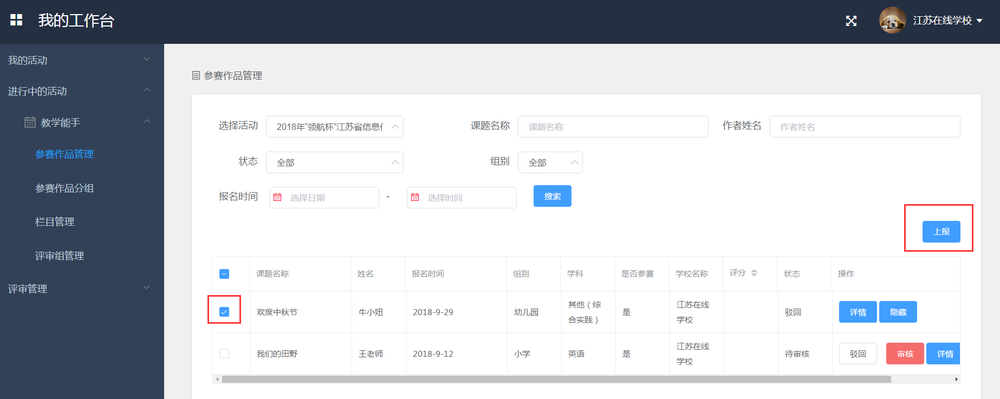 我的工作台
江苏在线学校
我的活动
进行中的活动
教学能手
参赛作品管理
参赛作品分组
栏目管理
评审组管理
评审管理
参赛作品管理
选择活动 2018年“领航杯”江苏省信息 课题名称 课题名称 作者姓名 作者姓名
状态 全部 组别 全部
报名时间 选择日期 - 选择时间 搜索
上报
课题名称 姓名 报名时间 组别 学科 是否参赛 学校名称 评分 状态 操作
欢度中秋节 牛小妞 2018-9-29 幼儿园 其他（综 是 江苏在线 驳回 详情 隐藏
合实践） 学校
我们的田野 王老师 2018-9-12 小学 英语 是 江苏在线 待审核 驳回 审核 详情
学校